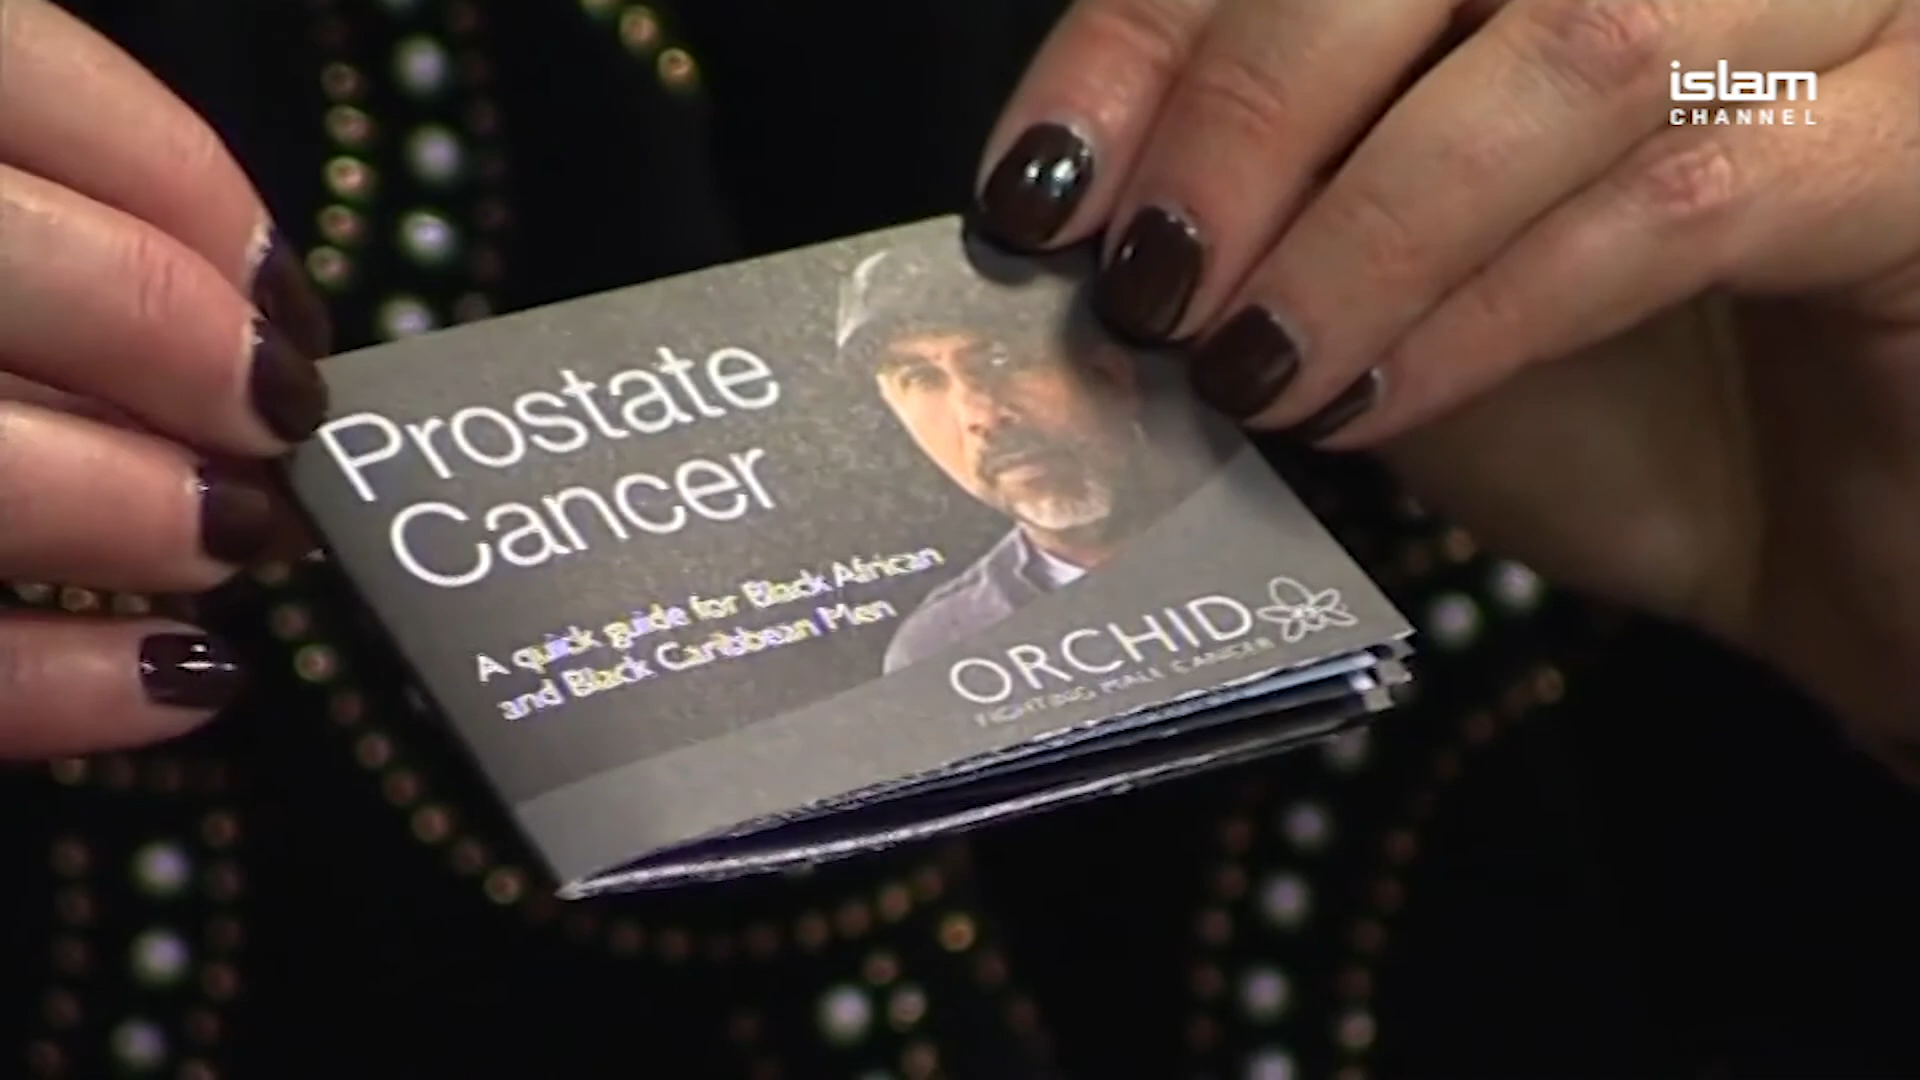 islam
CHANNEL
Prostate
Cancer
A quick guide for Black African
and Black Caribbean Men
ORCHID
FIGHTING MALE CANCER